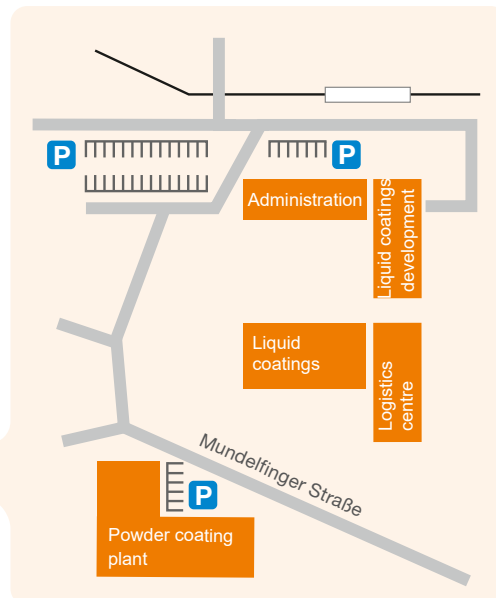 P
P
Administration
Liquid coatings
development
Liquid
coatings
Logistics
centre
Mundelfinger Straße
P
Powder coating
plant